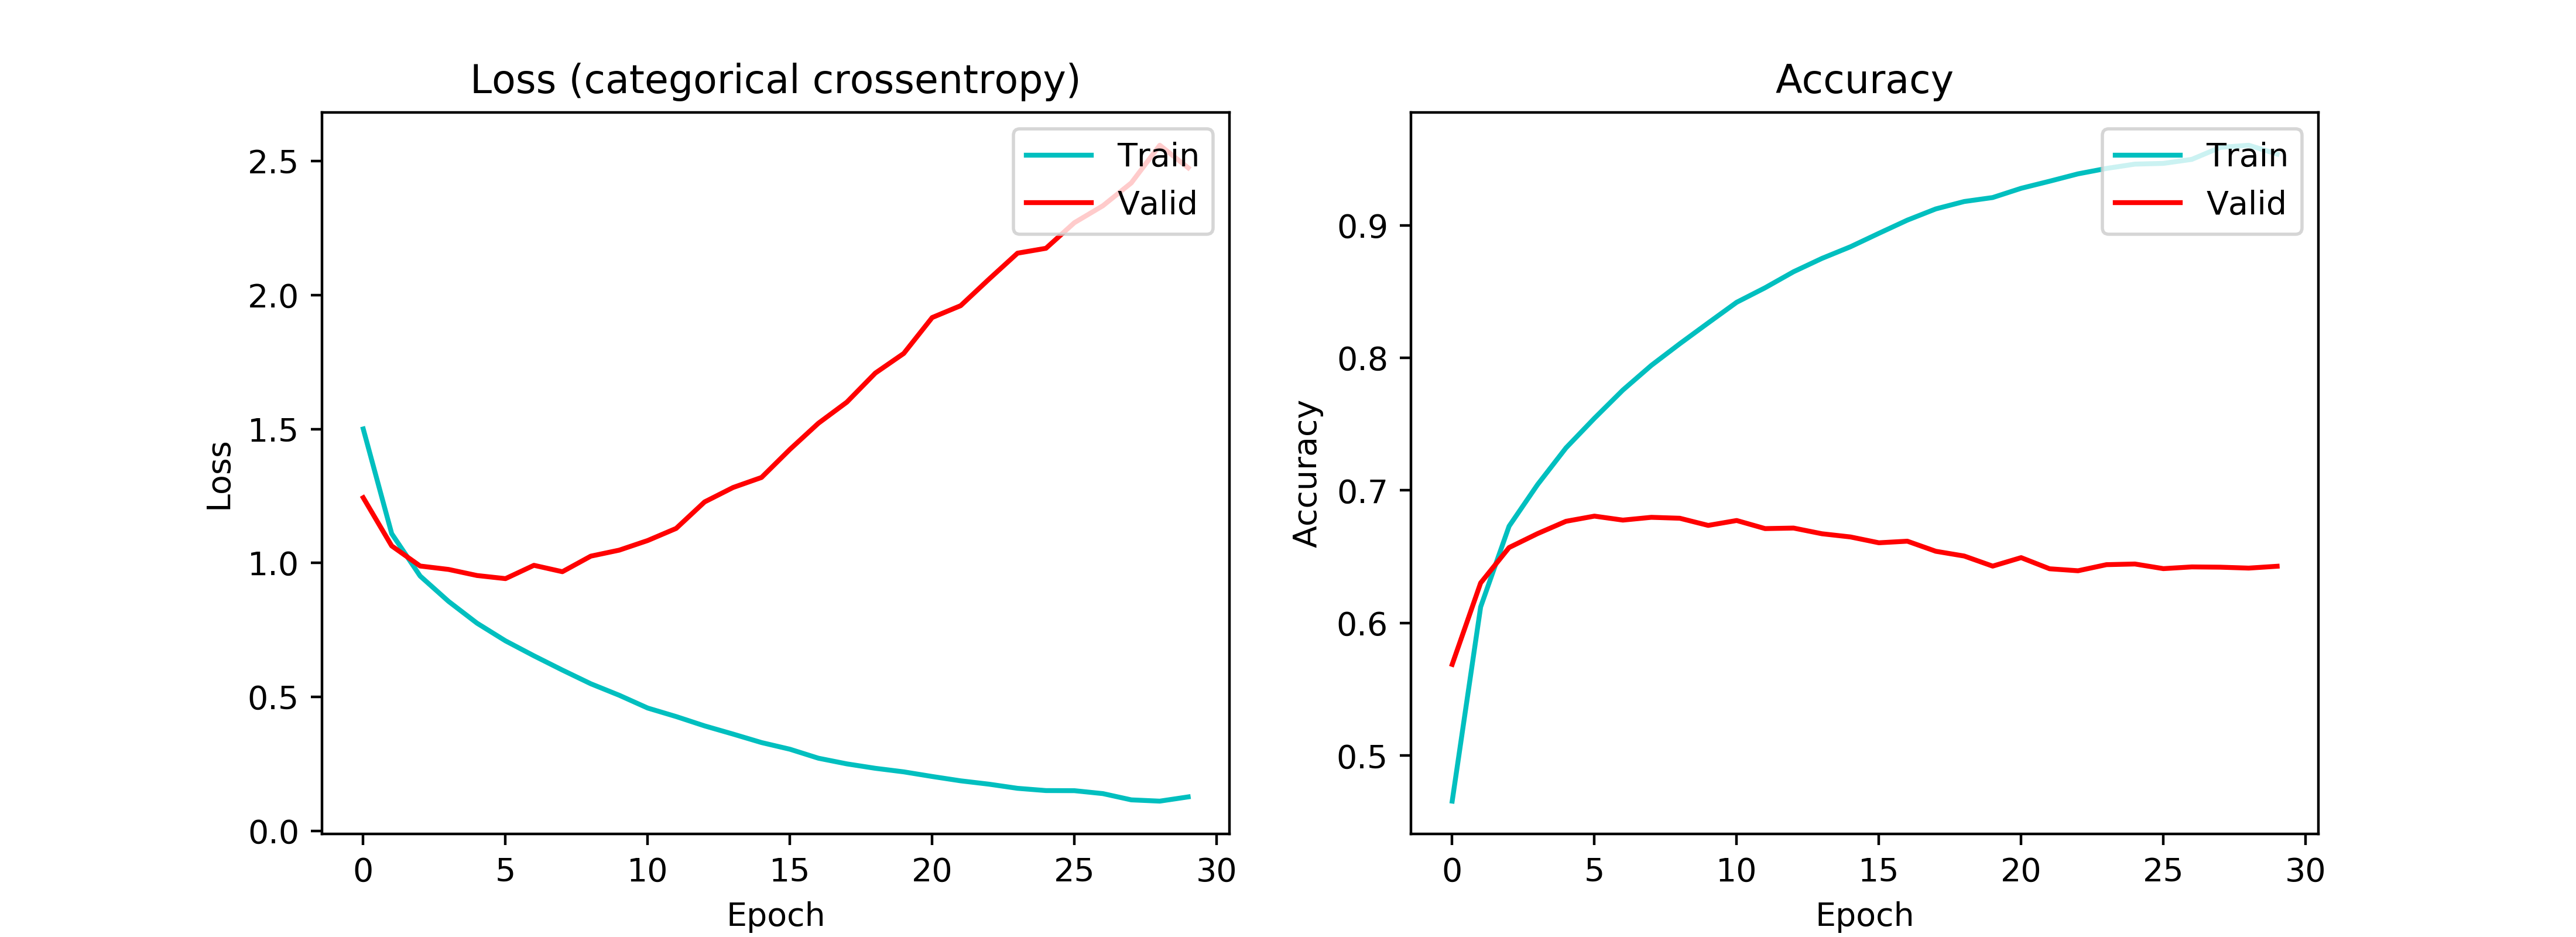 Loss (categorical crossentropy)
Train
Valid
2.5
2.0
1.5
1.0
0.5
0.0
Loss
0 5 10 15 20 25 30
Epoch
Accuracy
Train
Valid
0.9
0.8
0.7
0.6
0.5
Accuracy
0 5 10 15 20 25 30
Epoch